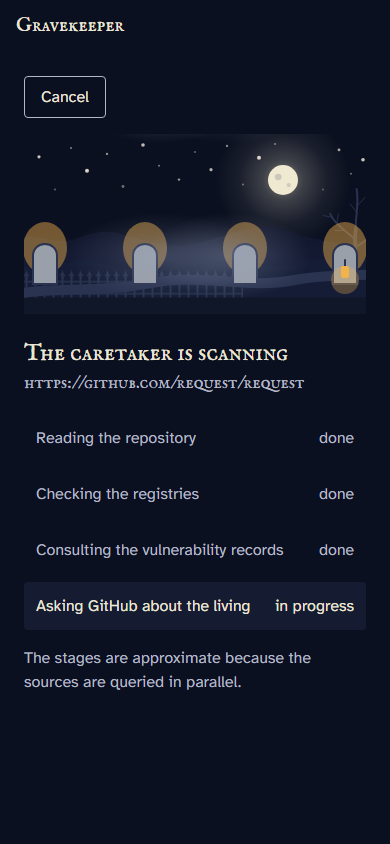 Gravekeeper
Cancel
The caretaker is scanning
https://github.com/request/request
Reading the repository done
Checking the registries done
Consulting the vulnerability records done
Asking GitHub about the living in progress
The stages are approximate because the
sources are queried in parallel.